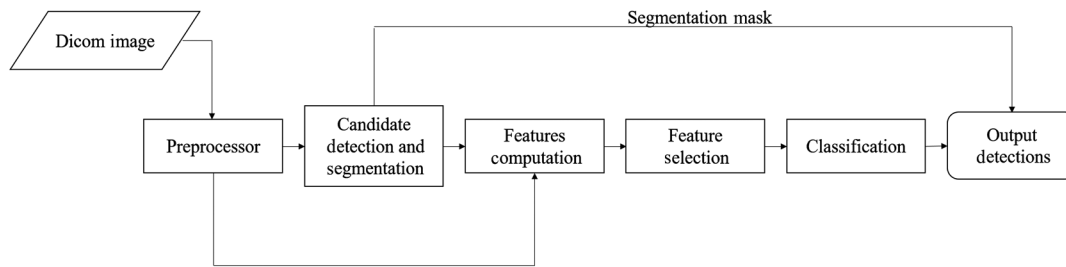 Segmentation mask
Dicom image
Preprocessor
Candidate
detection and
segmentation
Features
computation
Feature
selection
Classification
Output
detections